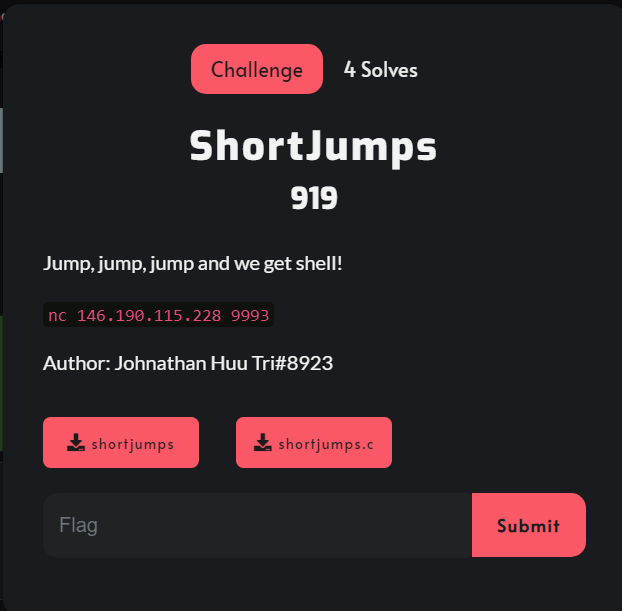 Challenge
4 Solves
ShortJumps
919
Jump, jump, jump and we get shell!
nc 146.190.115.228 9993
Author: Johnathan Huu Tri#8923
shortjumps
shortjumps.c
Flag
Submit